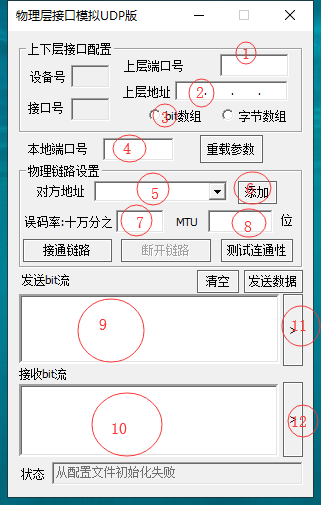 物理层接口模拟UDP版
上下层接口配置
设备号 上层端口号 1
接口号 上层地址 2 . . .
3 bit数组 字节数组
本地端口号 4 重载参数
物理链路设置
对方地址 5 6 添加
误码率:十万分之 7 MTU 8 位
接通链路 断开链路 测试连通性
发送bit流 清空 发送数据
9 > 11
接收bit流
10 > 12
状态 从配置文件初始化失败